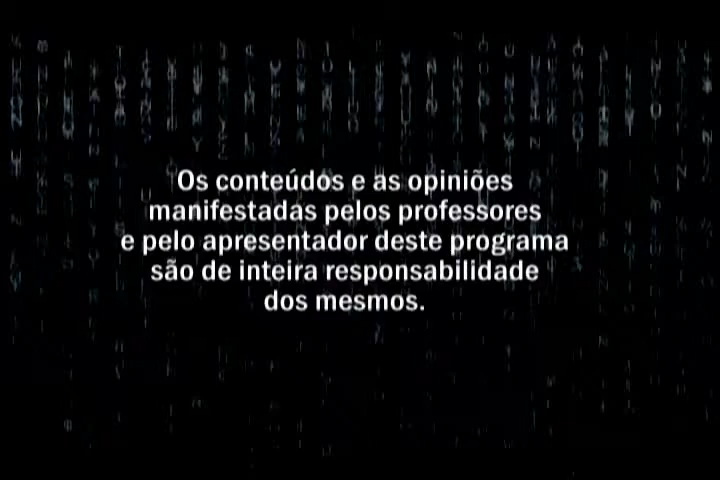 Os conteúdos e as opiniões
manifestadas pelos professores
e pelo apresentador deste programa
são de inteira responsabilidade
dos mesmos.